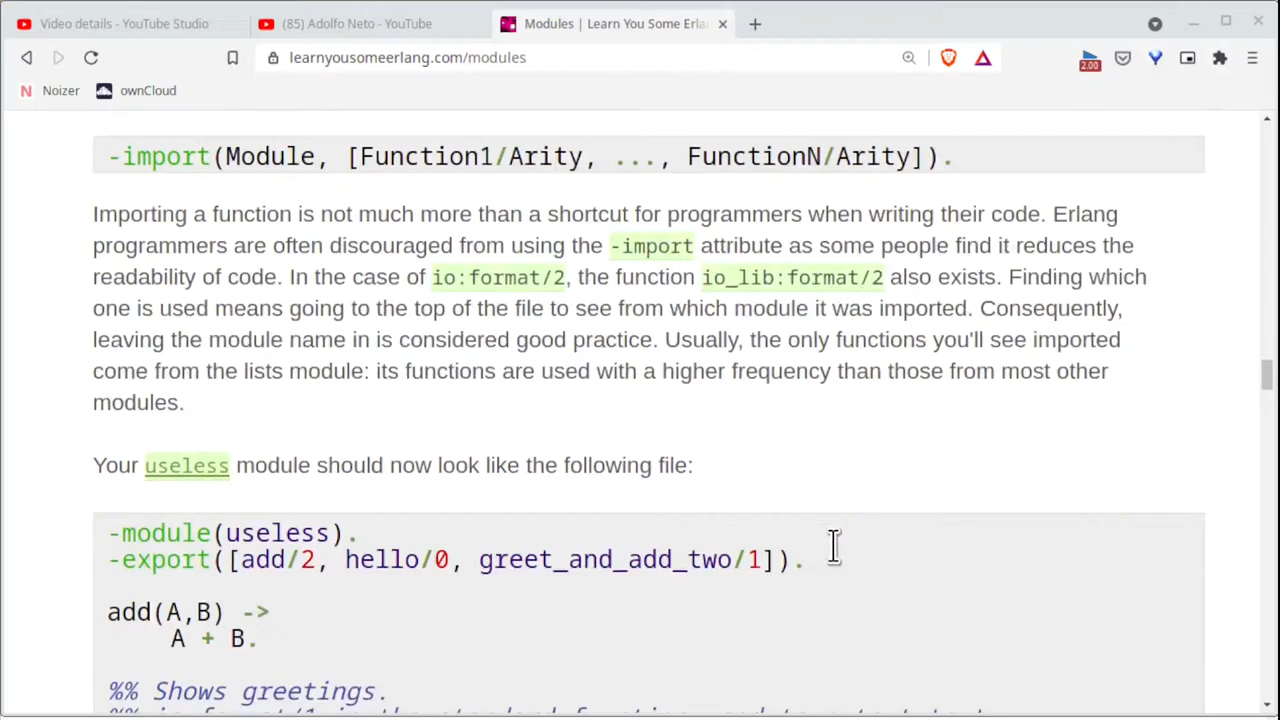 Video details - YouTube Studio
(85) Adolfo Neto - YouTube
Modules | Learn You Some Erla
learnyousomeerlang.com/modules
2.00
N Noizer
ownCloud
-import(Module, [Function1/Arity, ..., FunctionN/Arity]).
Importing a function is not much more than a shortcut for programmers when writing their code. Erlang
programmers are often discouraged from using the -import attribute as some people find it reduces the
readability of code. In the case of io:format/2, the function io_lib:format/2 also exists. Finding which
one is used means going to the top of the file to see from which module it was imported. Consequently,
leaving the module name in is considered good practice. Usually, the only functions you'll see imported
come from the lists module: its functions are used with a higher frequency than those from most other
modules.
Your useless module should now look like the following file:
-module(useless).
-export([add/2, hello/0, greet_and_add_two/1]).
add(A,B) ->
A + B.
%% Shows greetings.